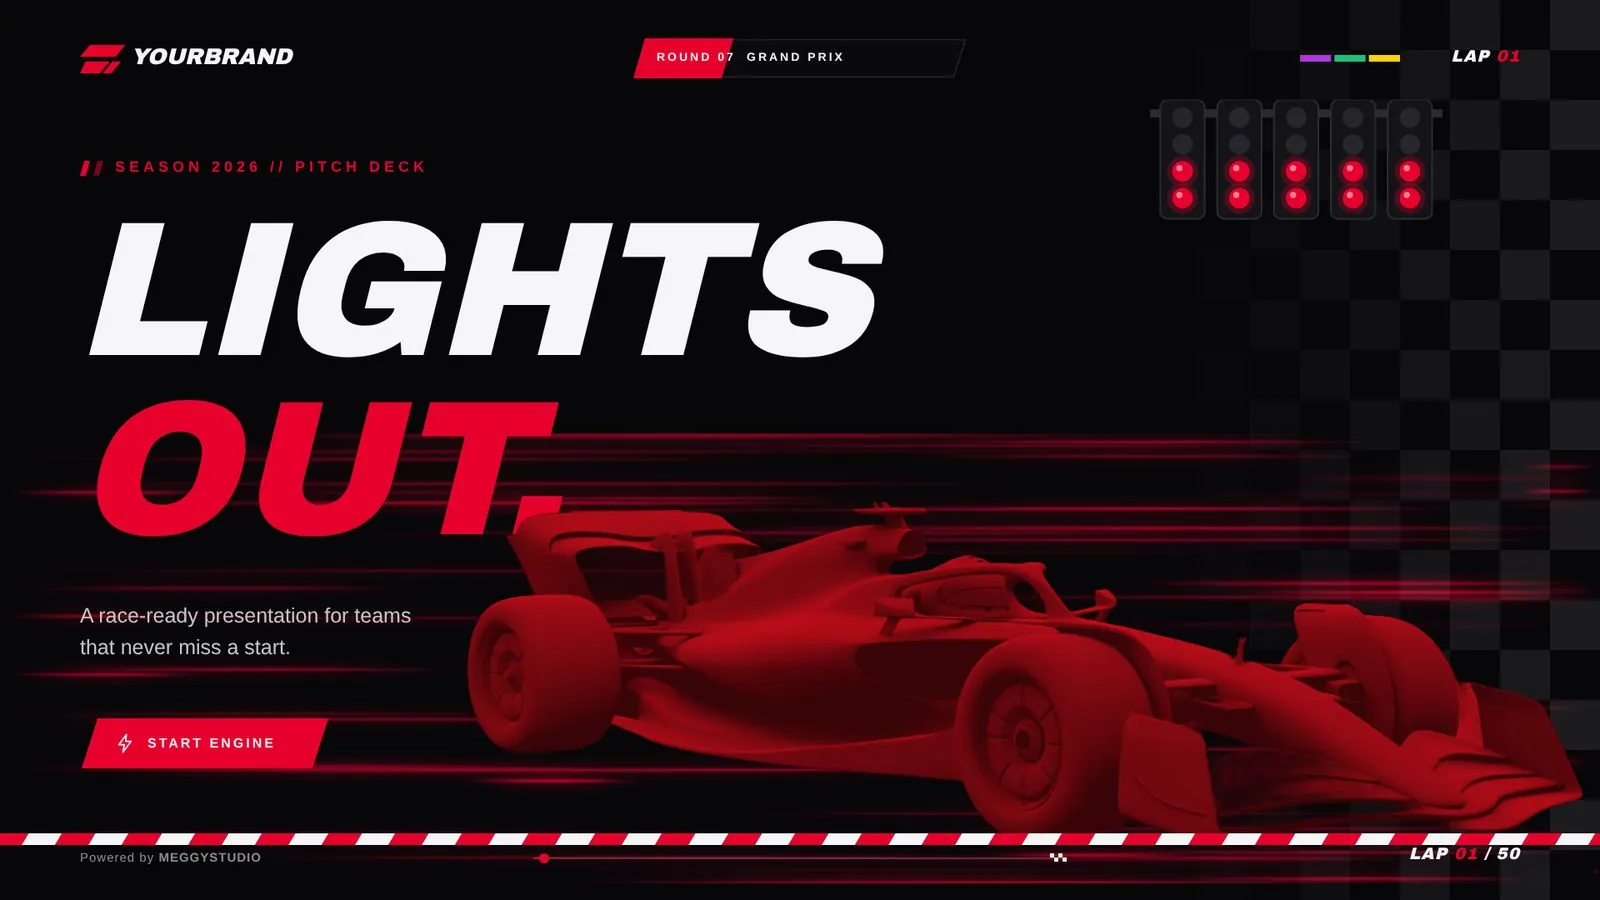 YOURBRAND
ROUND 07 GRAND PRIX
LAP 01
SEASON 2026 // PITCH DECK
LIGHTS
OUT.
A race-ready presentation for teams
that never miss a start.
START ENGINE
Powered by MEGGYSTUDIO
LAP 01 / 50